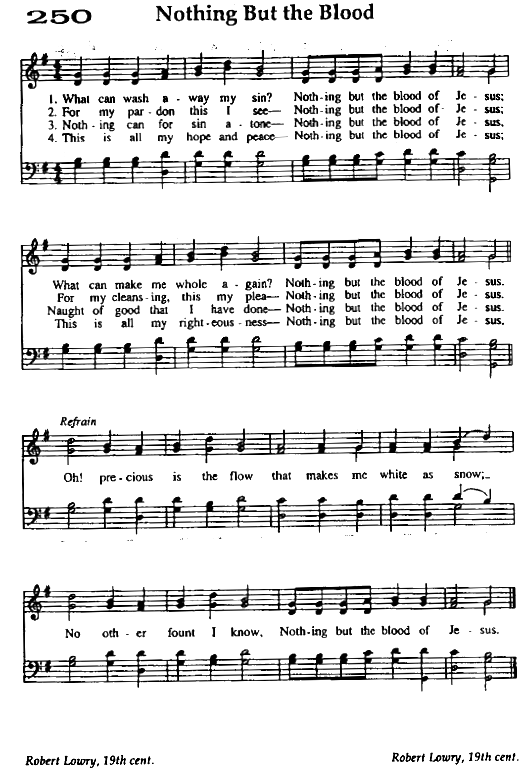 250 Nothing But the Blood
1. What can wash a - way my sin? Noth - ing but the blood of Je - sus;
2. For my par - don this I see— Noth - ing but the blood of Je - sus;
3. Noth - ing can for sin a - tone— Noth - ing but the blood of Je - sus;
4. This is all my hope and peace— Noth - ing but the blood of Je - sus;
What can make me whole a - gain? Noth - ing but the blood of Je - sus.
For my cleans - ing, this my plea— Noth - ing but the blood of Je - sus.
Naught of good that I have done— Noth - ing but the blood of Je - sus.
This is all my right - eous - ness— Noth - ing but the blood of Je - sus.
Refrain
Oh! pre - cious is the flow that makes me white as snow;
No oth - er fount I know, Noth - ing but the blood of Je - sus.
Robert Lowry, 19th cent. Robert Lowry, 19th cent.